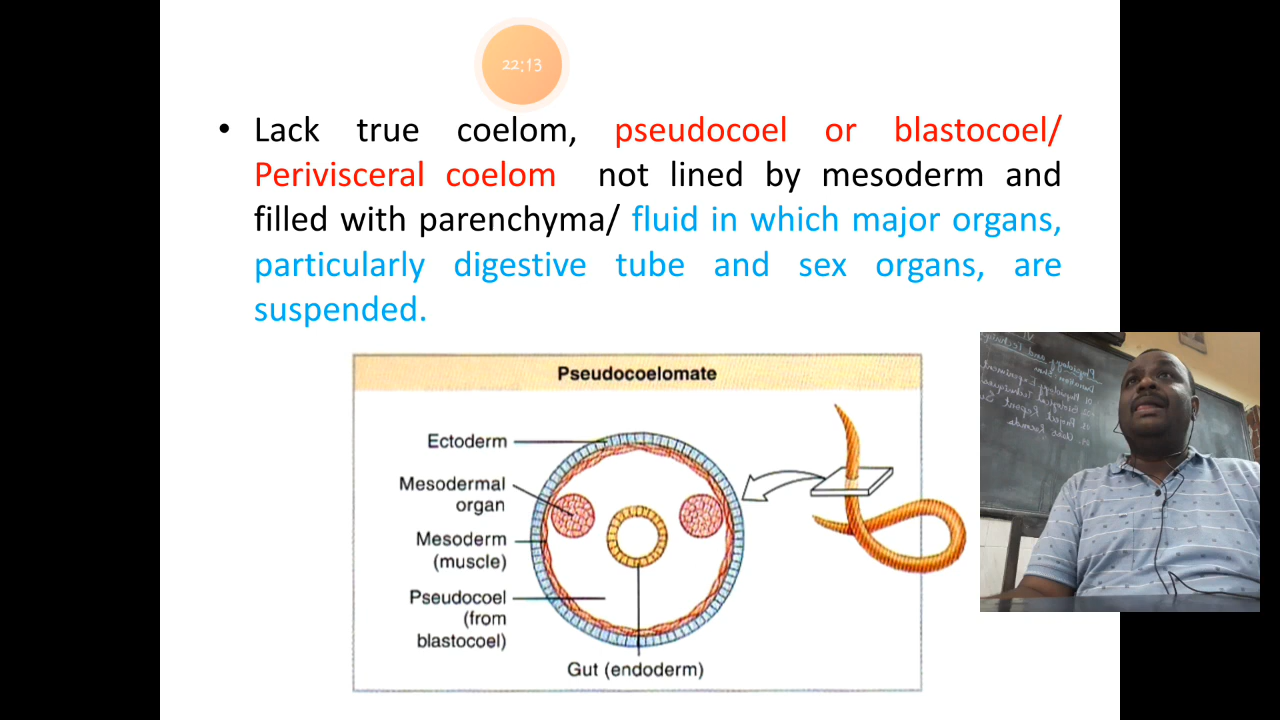 22:13
• Lack true coelom, pseudocoel or blastocoel/
Perivisceral coelom not lined by mesoderm and
filled with parenchyma/ fluid in which major organs,
particularly digestive tube and sex organs, are
suspended.
Pseudocoelomate
Ectoderm
Mesodermal
organ
Mesoderm
(muscle)
Pseudocoel
(from
blastocoel)
Gut (endoderm)